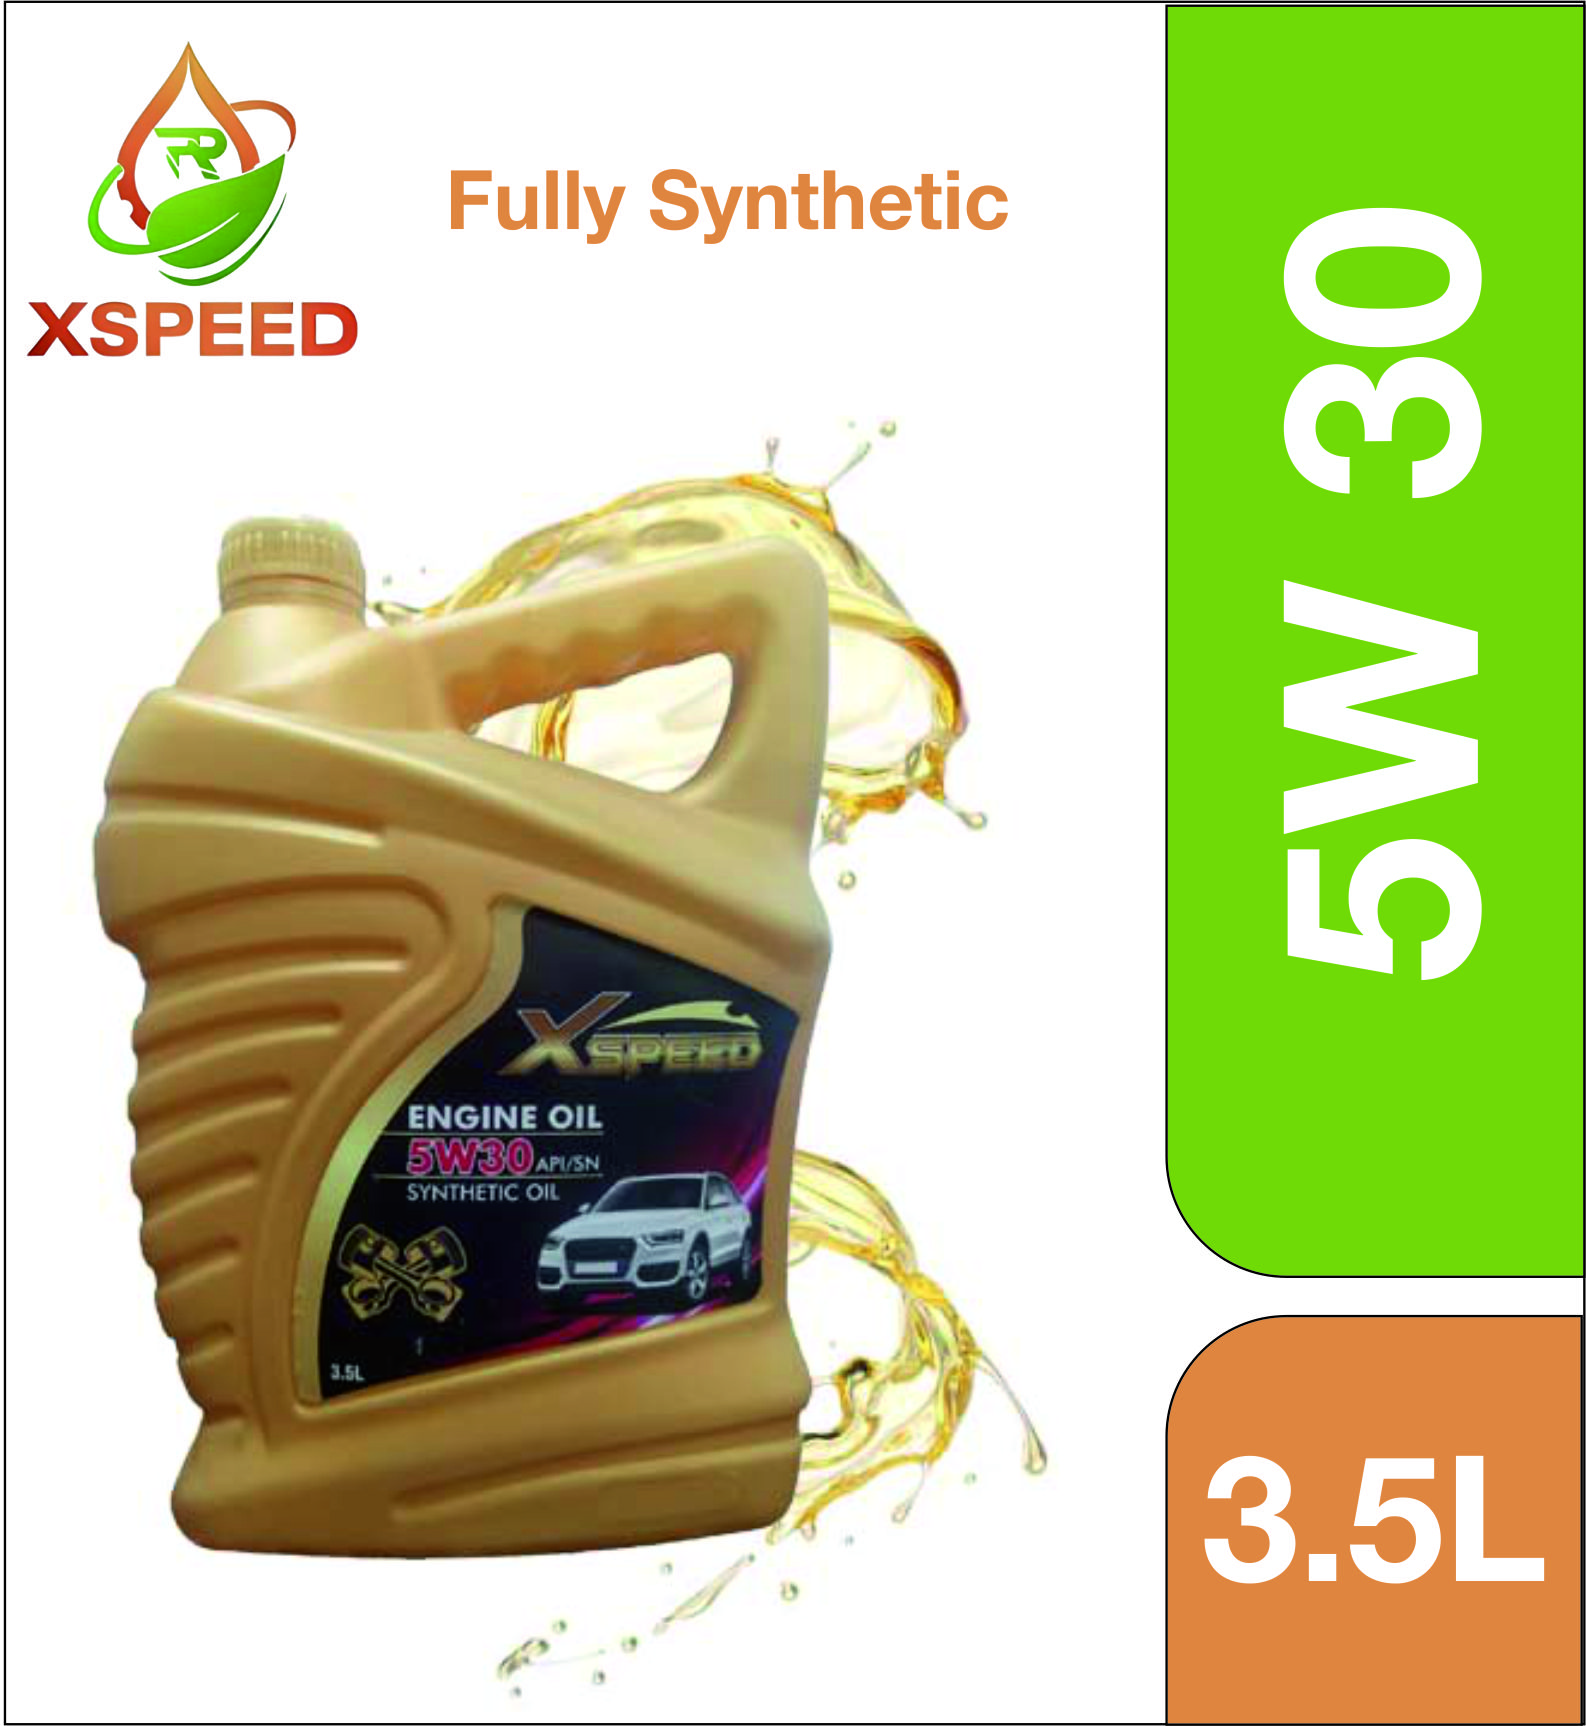 R
XSPEED
Fully Synthetic
5W 30
XSPEED
ENGINE OIL
5W30 API/SN
SYNTHETIC OIL
3.5L
3.5L